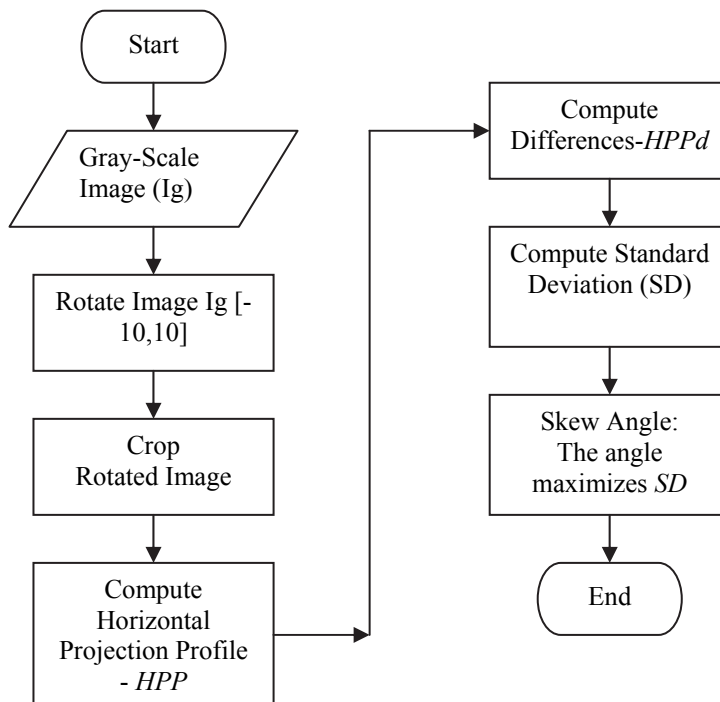 Start
Gray-Scale
Image (Ig)
Rotate Image Ig [-
10,10]
Crop
Rotated Image
Compute
Horizontal
Projection Profile
- HPP
Compute
Differences-HPPd
Compute Standard
Deviation (SD)
Skew Angle:
The angle
maximizes SD
End